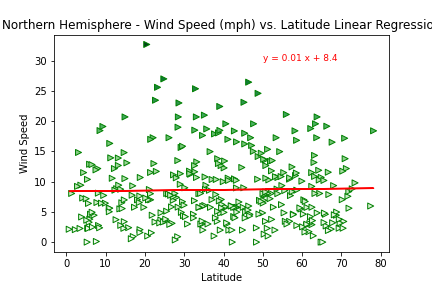 Northern Hemisphere - Wind Speed (mph) vs. Latitude Linear Regressio
y = 0.01 x + 8.4
30
25
20
15
10
5
0
Wind Speed
0 10 20 30 40 50 60 70 80
Latitude